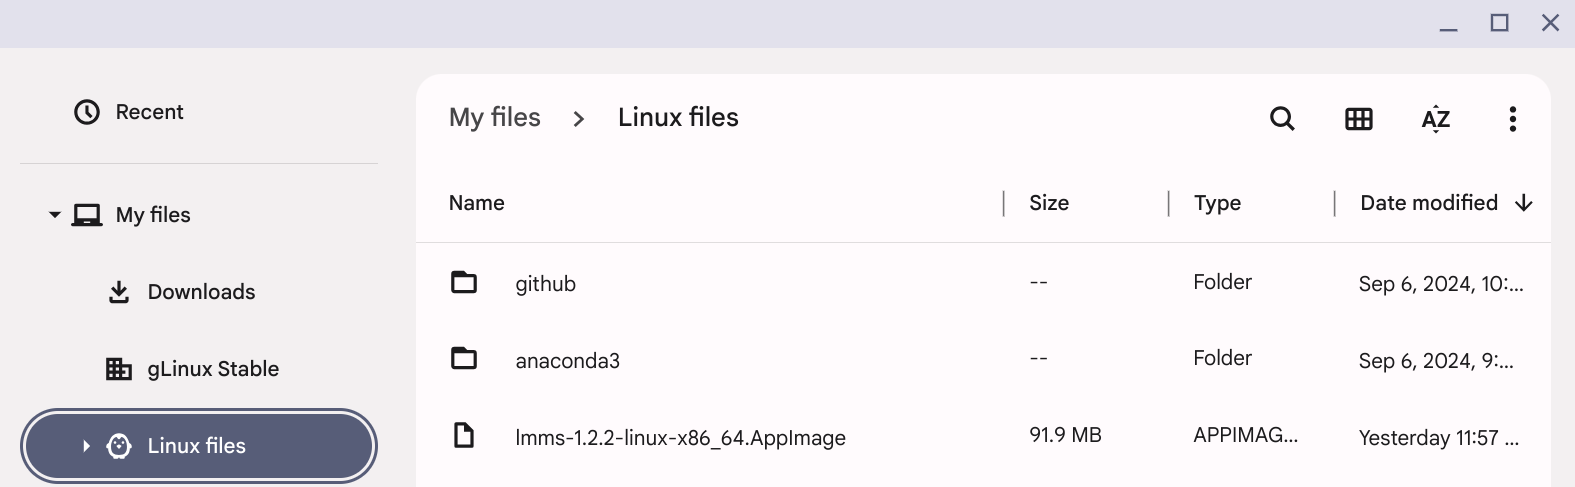 Recent
My files
Downloads
gLinux Stable
Linux files
My files > Linux files
AZ
Name Size Type Date modified
github -- Folder Sep 6, 2024, 10:...
anaconda3 -- Folder Sep 6, 2024, 9:...
lmms-1.2.2-linux-x86_64.AppImage 91.9 MB APPIMAG... Yesterday 11:57 ...